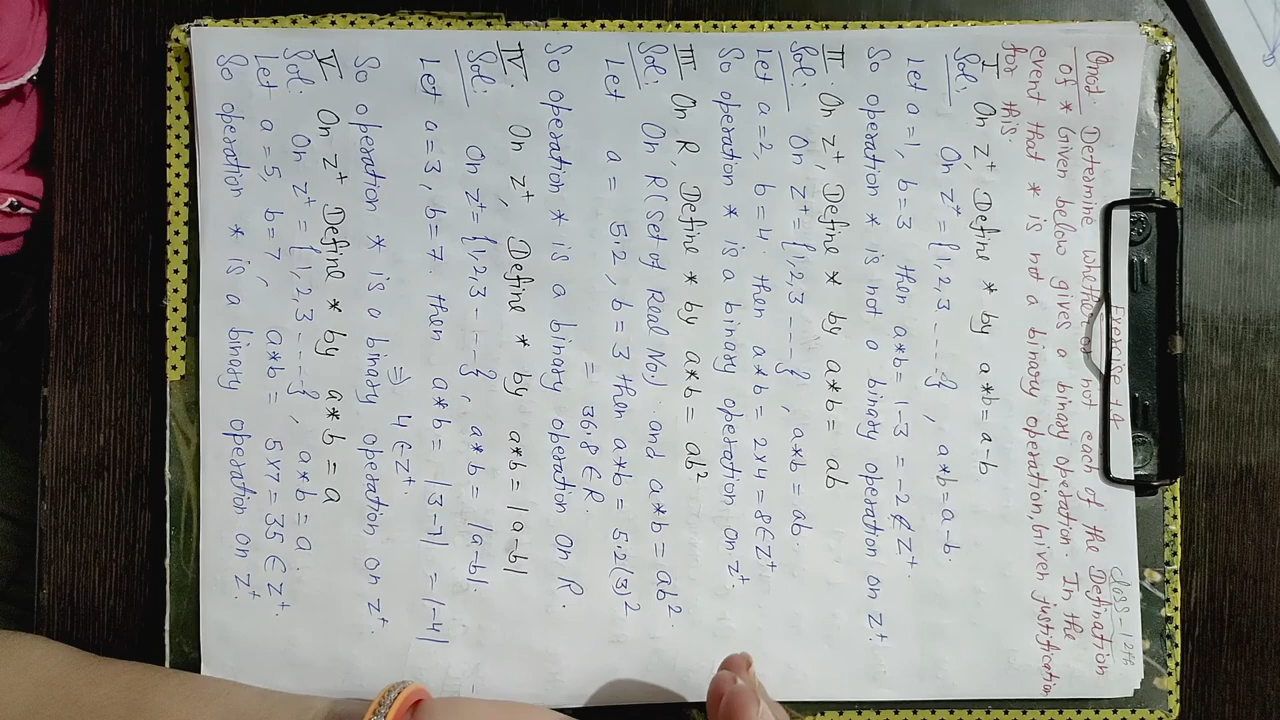 Exercise 1.4
class-12th
Qno1. Determine whether or not each of the Defination
of * Given below gives a binary operation. In the
event that * is not a binary operation, Given justification
for this.
I On z⁺, Define * by a*b = a-b.
Sol: On z⁺ = {1,2,3 ----}, a*b = a-b.
Let a=1, b=3 then a*b = 1-3 = -2 ∉ z⁺.
So operation * is not a binary operation on z⁺.
II. On z⁺, Define * by a*b = ab
Sol: On z⁺ = {1,2,3 ---}, a*b = ab.
Let a=2, b=4. then a*b = 2x4 = 8 ∈ z⁺
So operation * is a binary operation on z⁺.
III On R, Define * by a*b = ab²
Sol: On R (Set of Real No.) and a*b = ab².
Let a = 5.2, b=3 then a*b = 5.2(3)²
= 36.8 ∈ R.
So operation * is a binary operation on R.
IV. On z⁺, Define * by a*b = |a-b|
Sol: On z⁺ = {1,2,3 ----}, a*b = |a-b|.
Let a=3, b=7. then a*b = |3-7| = |-4|
⇒ 4 ∈ z⁺.
So operation * is a binary operation on z⁺.
V On z⁺ Define * by a*b = a
Sol: On z⁺ = {1,2,3 ----}, a*b = a.
Let a=5, b=7, a*b = 5x7 = 35 ∈ z⁺.
So operation * is a binary operation on z⁺.